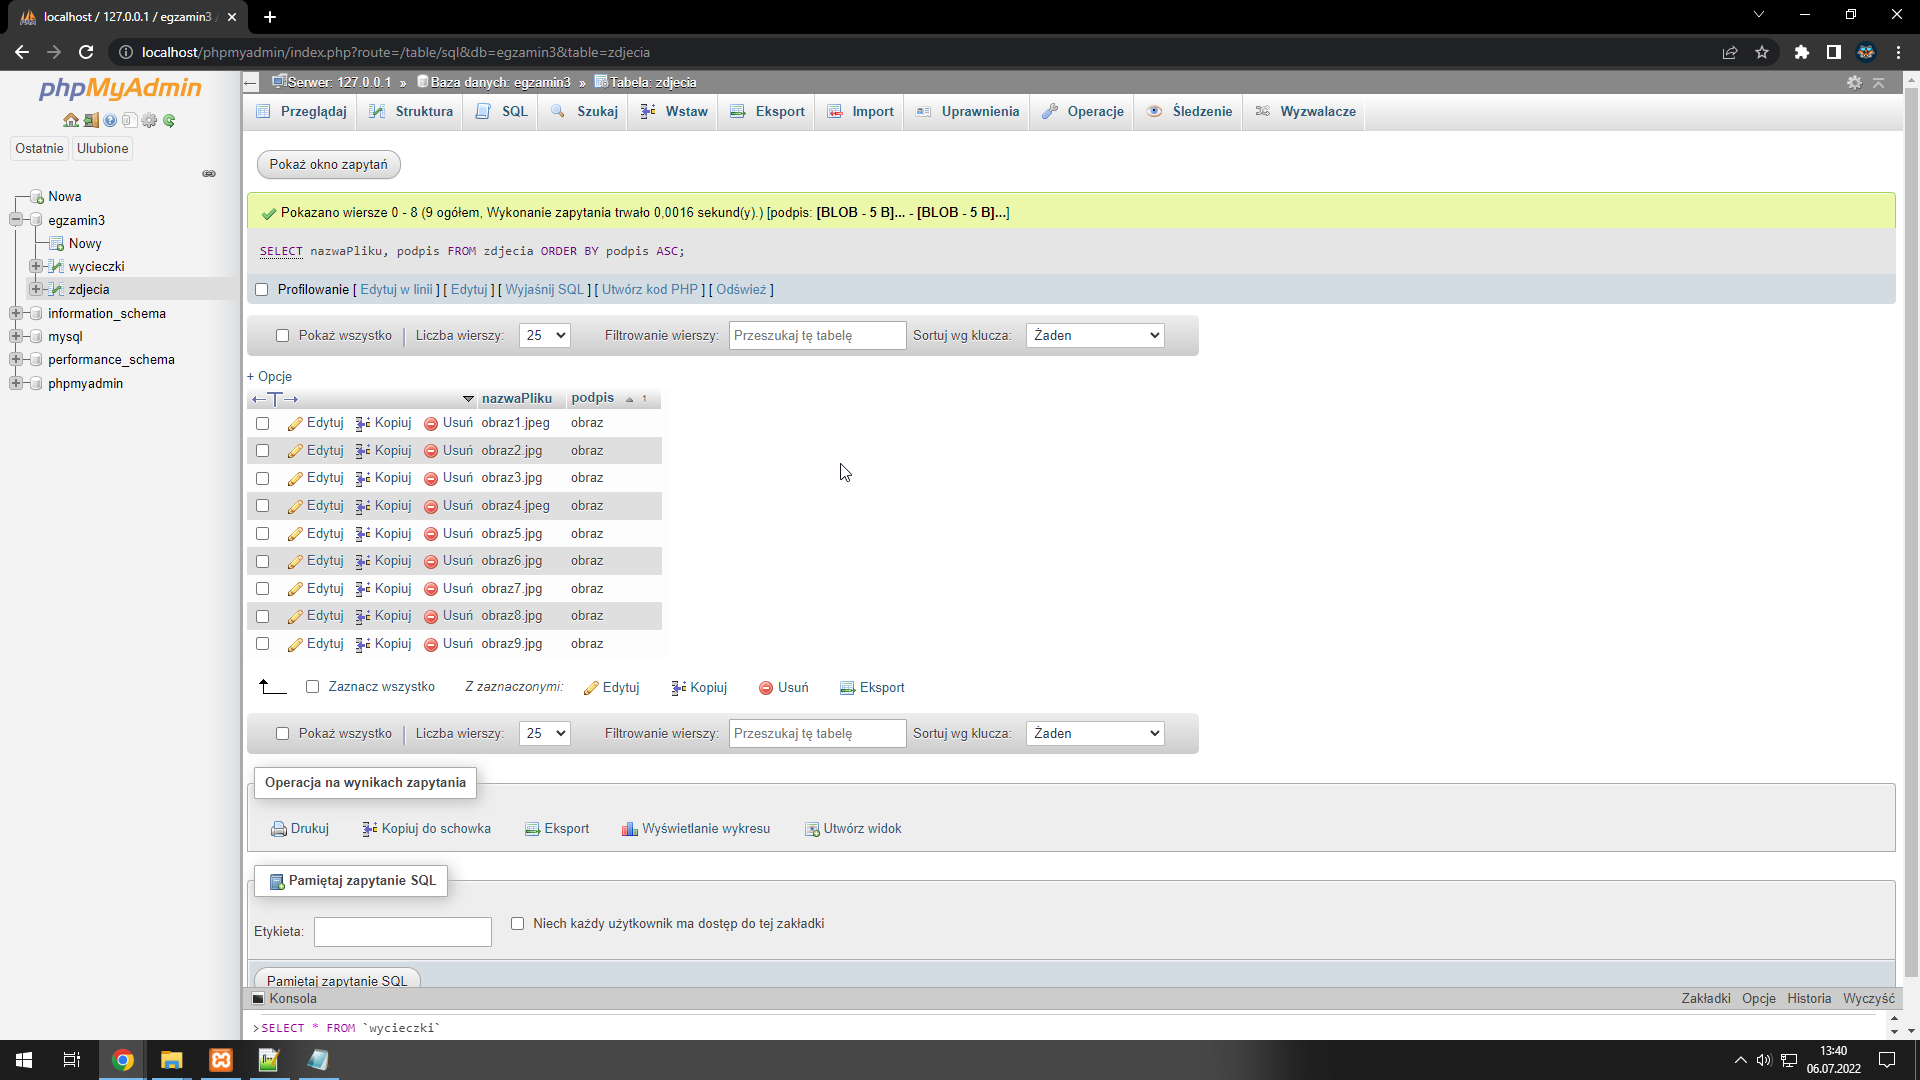 localhost / 127.0.0.1 / egzamin3
localhost/phpmyadmin/index.php?route=/table/sql&db=egzamin3&table=zdjecia
phpMyAdmin
Ostatnie Ulubione
Nowa
egzamin3
Nowy
wycieczki
zdjecia
information_schema
mysql
performance_schema
phpmyadmin
Serwer: 127.0.0.1 » Baza danych: egzamin3 » Tabela: zdjecia
Przeglądaj Struktura SQL Szukaj Wstaw Eksport Import Uprawnienia Operacje Śledzenie Wyzwalacze
Pokaż okno zapytań
Pokazano wiersze 0 - 8 (9 ogółem, Wykonanie zapytania trwało 0,0016 sekund(y).) [podpis: [BLOB - 5 B]... - [BLOB - 5 B]...]
SELECT nazwaPliku, podpis FROM zdjecia ORDER BY podpis ASC;
Profilowanie [ Edytuj w linii ] [ Edytuj ] [ Wyjaśnij SQL ] [ Utwórz kod PHP ] [ Odśwież ]
Pokaż wszystko | Liczba wierszy: 25 Filtrowanie wierszy: Przeszukaj tę tabelę Sortuj wg klucza: Żaden
+ Opcje
←T→ nazwaPliku podpis 1
Edytuj Kopiuj Usuń obraz1.jpeg obraz
Edytuj Kopiuj Usuń obraz2.jpg obraz
Edytuj Kopiuj Usuń obraz3.jpg obraz
Edytuj Kopiuj Usuń obraz4.jpeg obraz
Edytuj Kopiuj Usuń obraz5.jpg obraz
Edytuj Kopiuj Usuń obraz6.jpg obraz
Edytuj Kopiuj Usuń obraz7.jpg obraz
Edytuj Kopiuj Usuń obraz8.jpg obraz
Edytuj Kopiuj Usuń obraz9.jpg obraz
Zaznacz wszystko Z zaznaczonymi: Edytuj Kopiuj Usuń Eksport
Pokaż wszystko | Liczba wierszy: 25 Filtrowanie wierszy: Przeszukaj tę tabelę Sortuj wg klucza: Żaden
Operacja na wynikach zapytania
Drukuj Kopiuj do schowka Eksport Wyświetlanie wykresu Utwórz widok
Pamiętaj zapytanie SQL
Etykieta: Niech każdy użytkownik ma dostęp do tej zakładki
Pamiętaj zapytanie SQL
Konsola Zakładki Opcje Historia Wyczyść
>SELECT * FROM `wycieczki`
13:40
06.07.2022